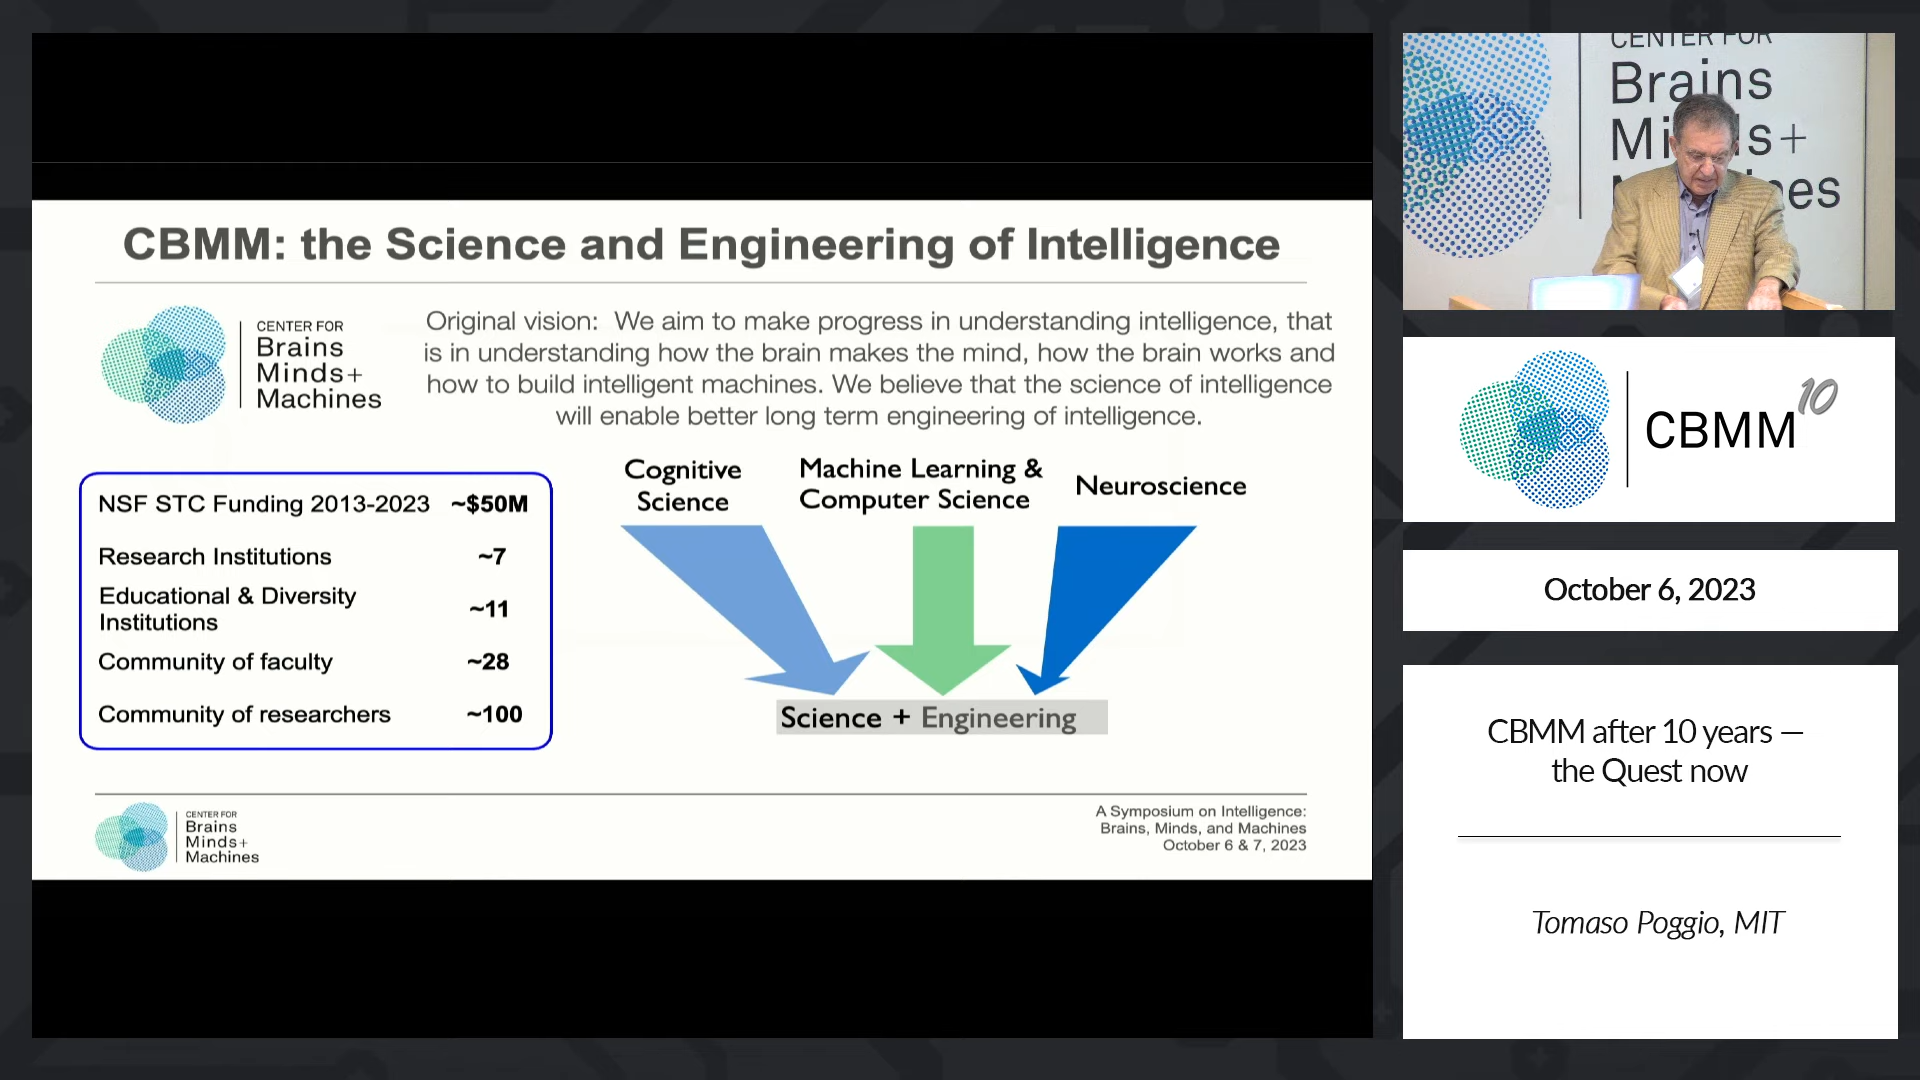 CBMM: the Science and Engineering of Intelligence
CENTER FOR
Brains
Minds+
Machines
Original vision: We aim to make progress in understanding intelligence, that
is in understanding how the brain makes the mind, how the brain works and
how to build intelligent machines. We believe that the science of intelligence
will enable better long term engineering of intelligence.
NSF STC Funding 2013-2023 ~$50M
Research Institutions ~7
Educational & Diversity
Institutions ~11
Community of faculty ~28
Community of researchers ~100
Cognitive
Science
Machine Learning &
Computer Science
Neuroscience
Science + Engineering
CENTER FOR
Brains
Minds+
Machines
A Symposium on Intelligence:
Brains, Minds, and Machines
October 6 & 7, 2023
CENTER FOR
Brains
CBMM10
October 6, 2023
CBMM after 10 years —
the Quest now
Tomaso Poggio, MIT